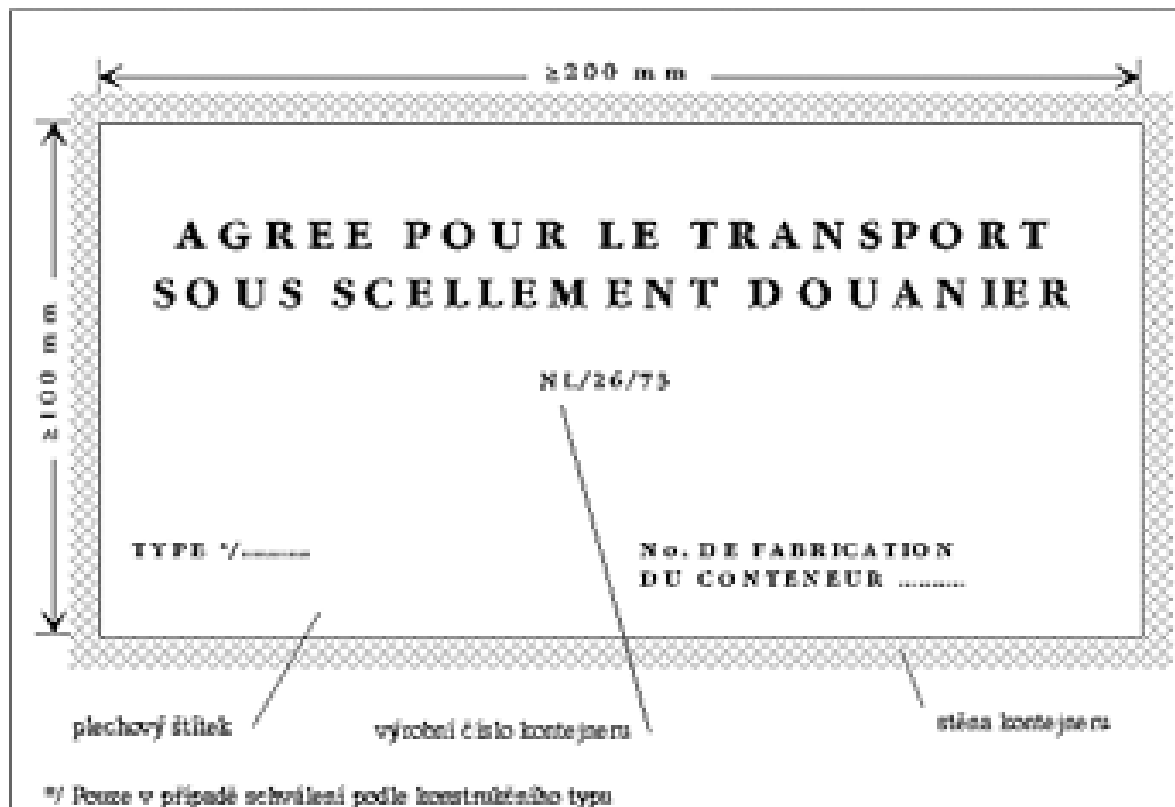 ≥200 mm
≥100 mm
AGREE POUR LE TRANSPORT
SOUS SCELLEMENT DOUANIER
NL/26/73
TYPE */..........
No. DE FABRICATION
DU CONTENEUR ..........
plechový štítek
výrobní číslo kontejneru
stěna kontejneru
*/ Pouze v případě schválení podle konstrukčního typu